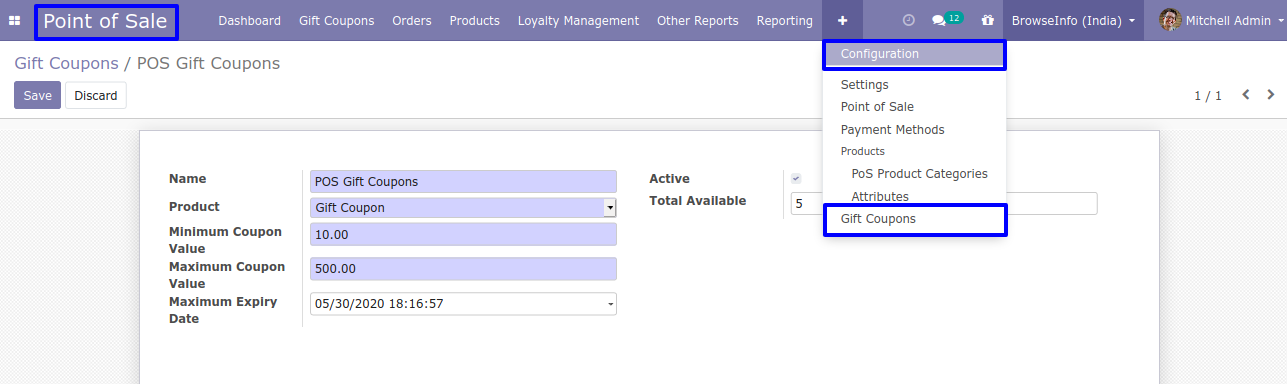 Point of Sale Dashboard Gift Coupons Orders Products Loyalty Management Other Reports Reporting + 12 BrowseInfo (India) Mitchell Admin
Configuration
Gift Coupons / POS Gift Coupons
Save Discard
1 / 1
Settings
Point of Sale
Payment Methods
Products
PoS Product Categories
Attributes
Gift Coupons
Name POS Gift Coupons
Product Gift Coupon
Minimum Coupon
Value
10.00
Maximum Coupon
Value
500.00
Maximum Expiry
Date
05/30/2020 18:16:57
Active
Total Available 5